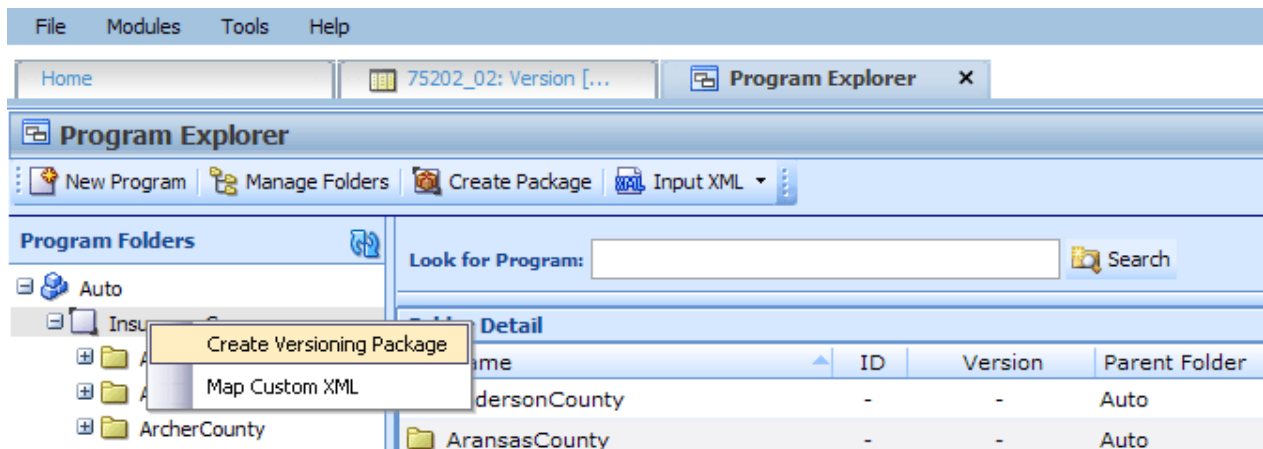 File Modules Tools Help
Home 75202_02: Version [... Program Explorer x
Program Explorer
New Program Manage Folders Create Package XML Input XML
Program Folders
Look for Program: Search
Auto
Detail
Create Versioning Package
ID Version Parent Folder
Map Custom XML
dersonCounty - - Auto
ArcherCounty
AransasCounty - - Auto